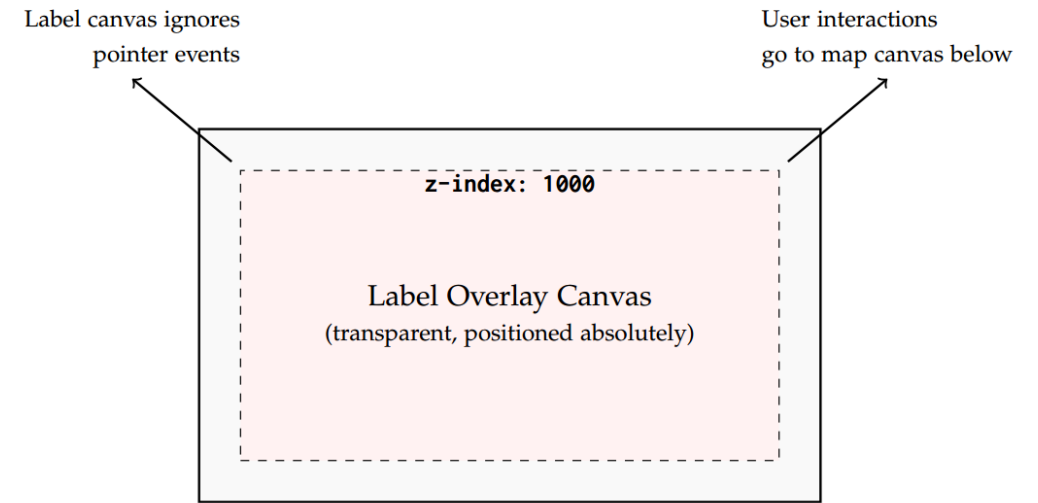 Label canvas ignores
pointer events
User interactions
go to map canvas below
z-index: 1000
Label Overlay Canvas
(transparent, positioned absolutely)